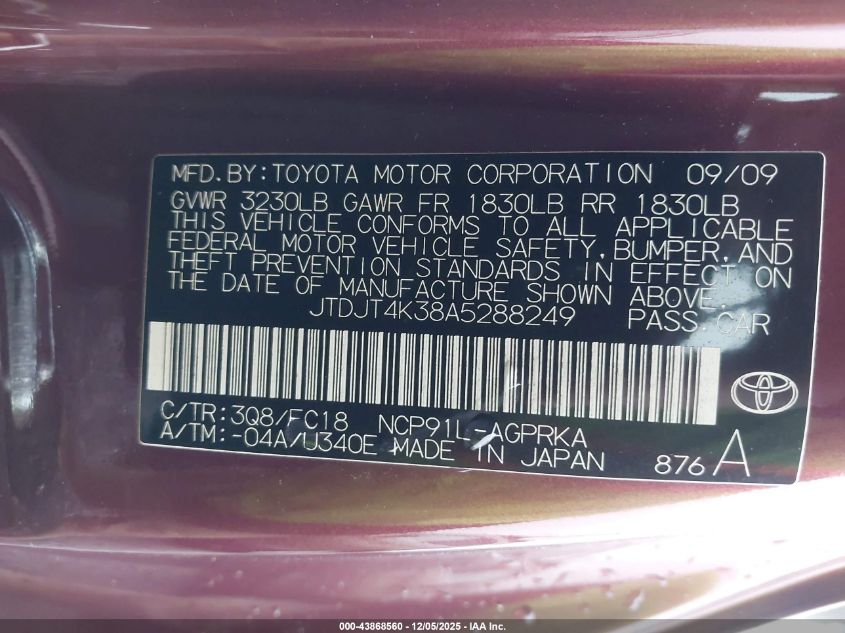 MFD. BY: TOYOTA MOTOR CORPORATION 09/09
GVWR 3230LB GAWR FR 1830LB RR 1830LB
THIS VEHICLE CONFORMS TO ALL APPLICABLE
FEDERAL MOTOR VEHICLE SAFETY, BUMPER, AND
THEFT PREVENTION STANDARDS IN EFFECT ON
THE DATE OF MANUFACTURE SHOWN ABOVE.
JTDJT4K38A5288249 PASS. CAR
C/TR: 3Q8/FC18 NCP91L-AGPRKA
A/TM: -04A/U340E MADE IN JAPAN 876 A
000-43868560 - 12/05/2025 - IAA Inc.